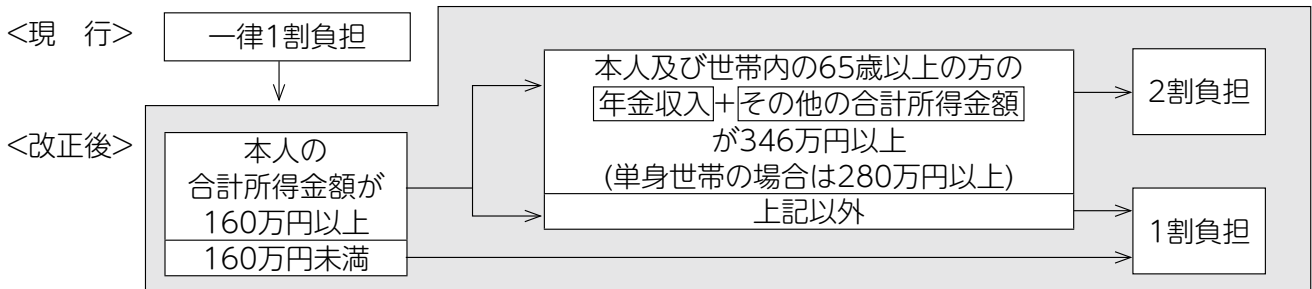 <現　行>
一律1割負担
<改正後>
本人の
合計所得金額が
160万円以上
160万円未満
本人及び世帯内の65歳以上の方の
年金収入+その他の合計所得金額
が346万円以上
(単身世帯の場合は280万円以上)
上記以外
2割負担
1割負担